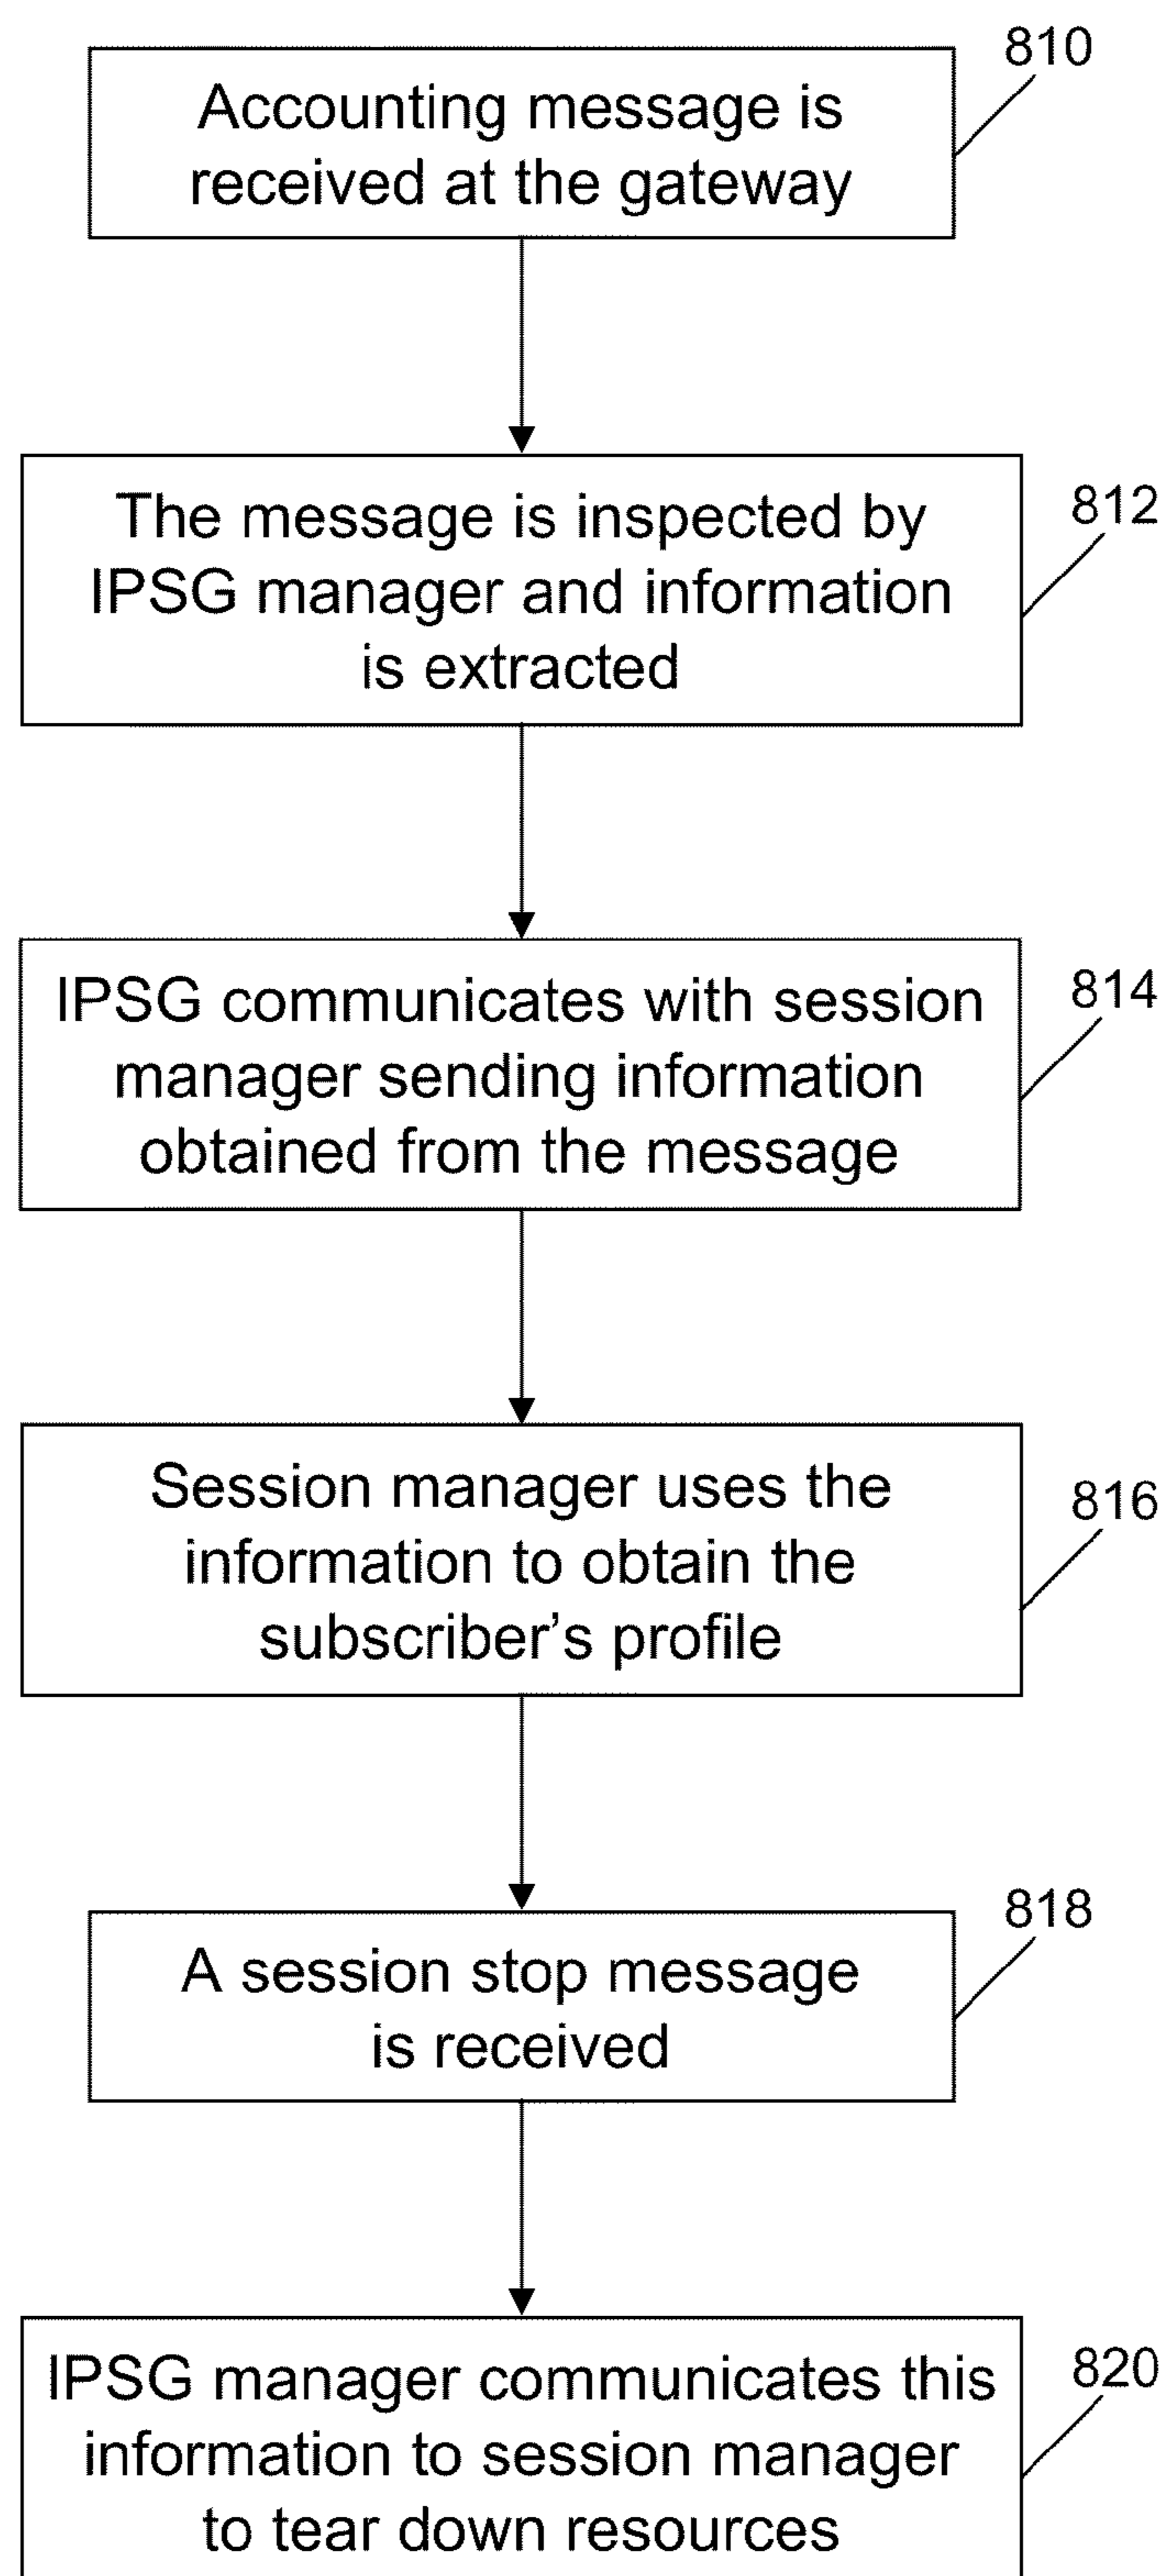 810
Accounting message is
received at the gateway
812
The message is inspected by
IPSG manager and information
is extracted
814
IPSG communicates with session
manager sending information
obtained from the message
816
Session manager uses the
information to obtain the
subscriber’s profile
818
A session stop message
is received
820
IPSG manager communicates this
information to session manager
to tear down resources